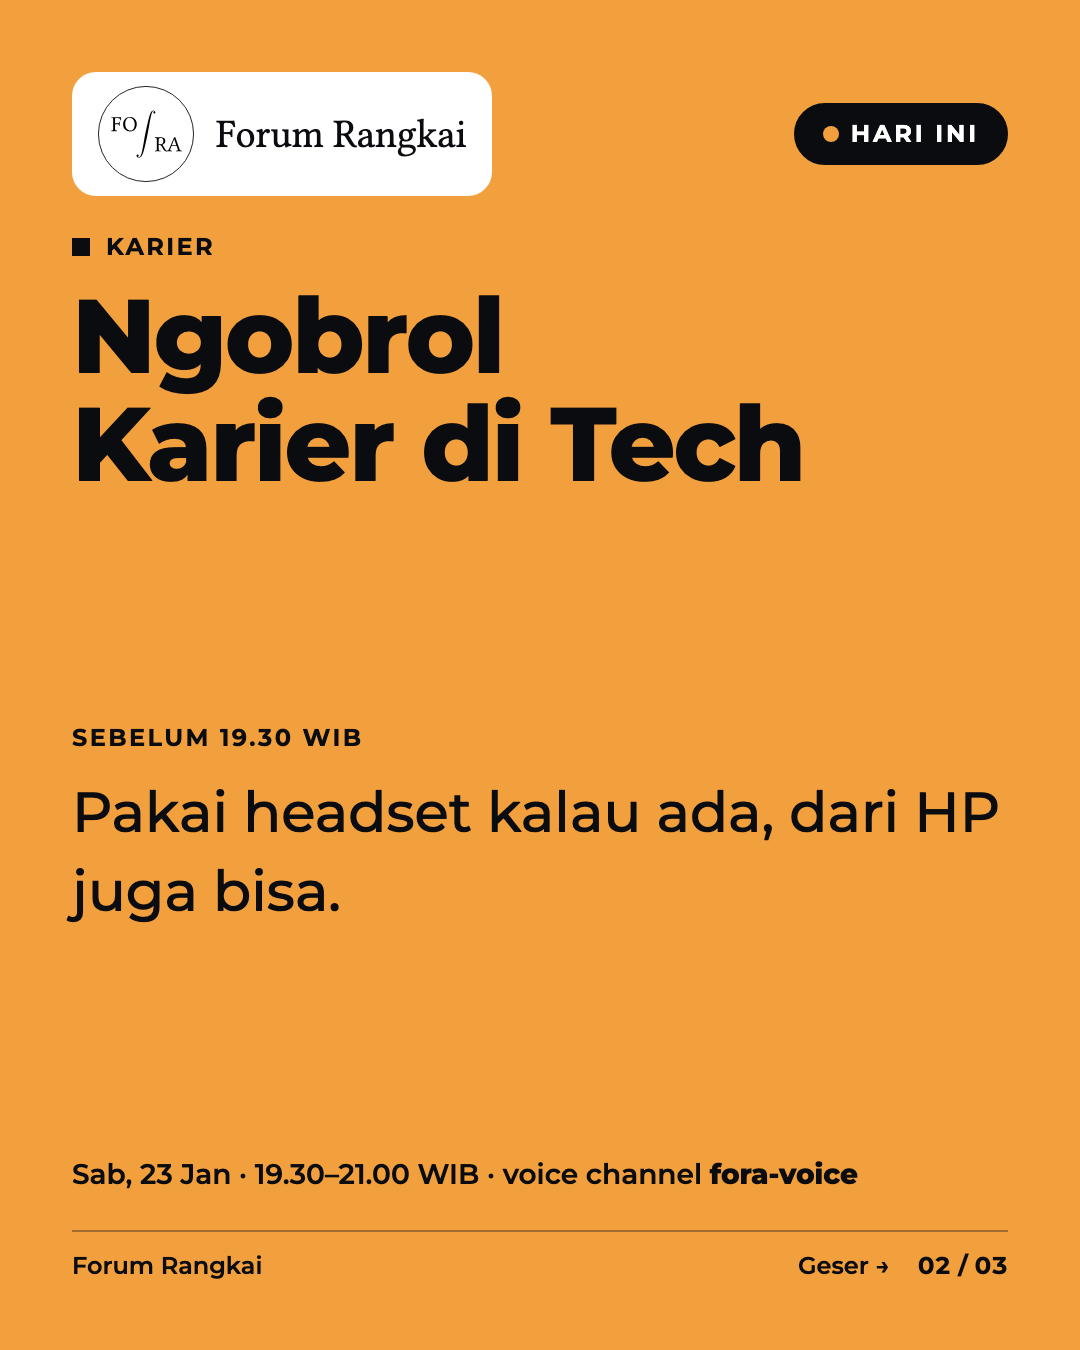 FO
RA
Forum Rangkai
HARI INI
KARIER
Ngobrol
Karier di Tech
SEBELUM 19.30 WIB
Pakai headset kalau ada, dari HP
juga bisa.
Sab, 23 Jan · 19.30–21.00 WIB · voice channel fora-voice
Forum Rangkai
Geser → 02 / 03